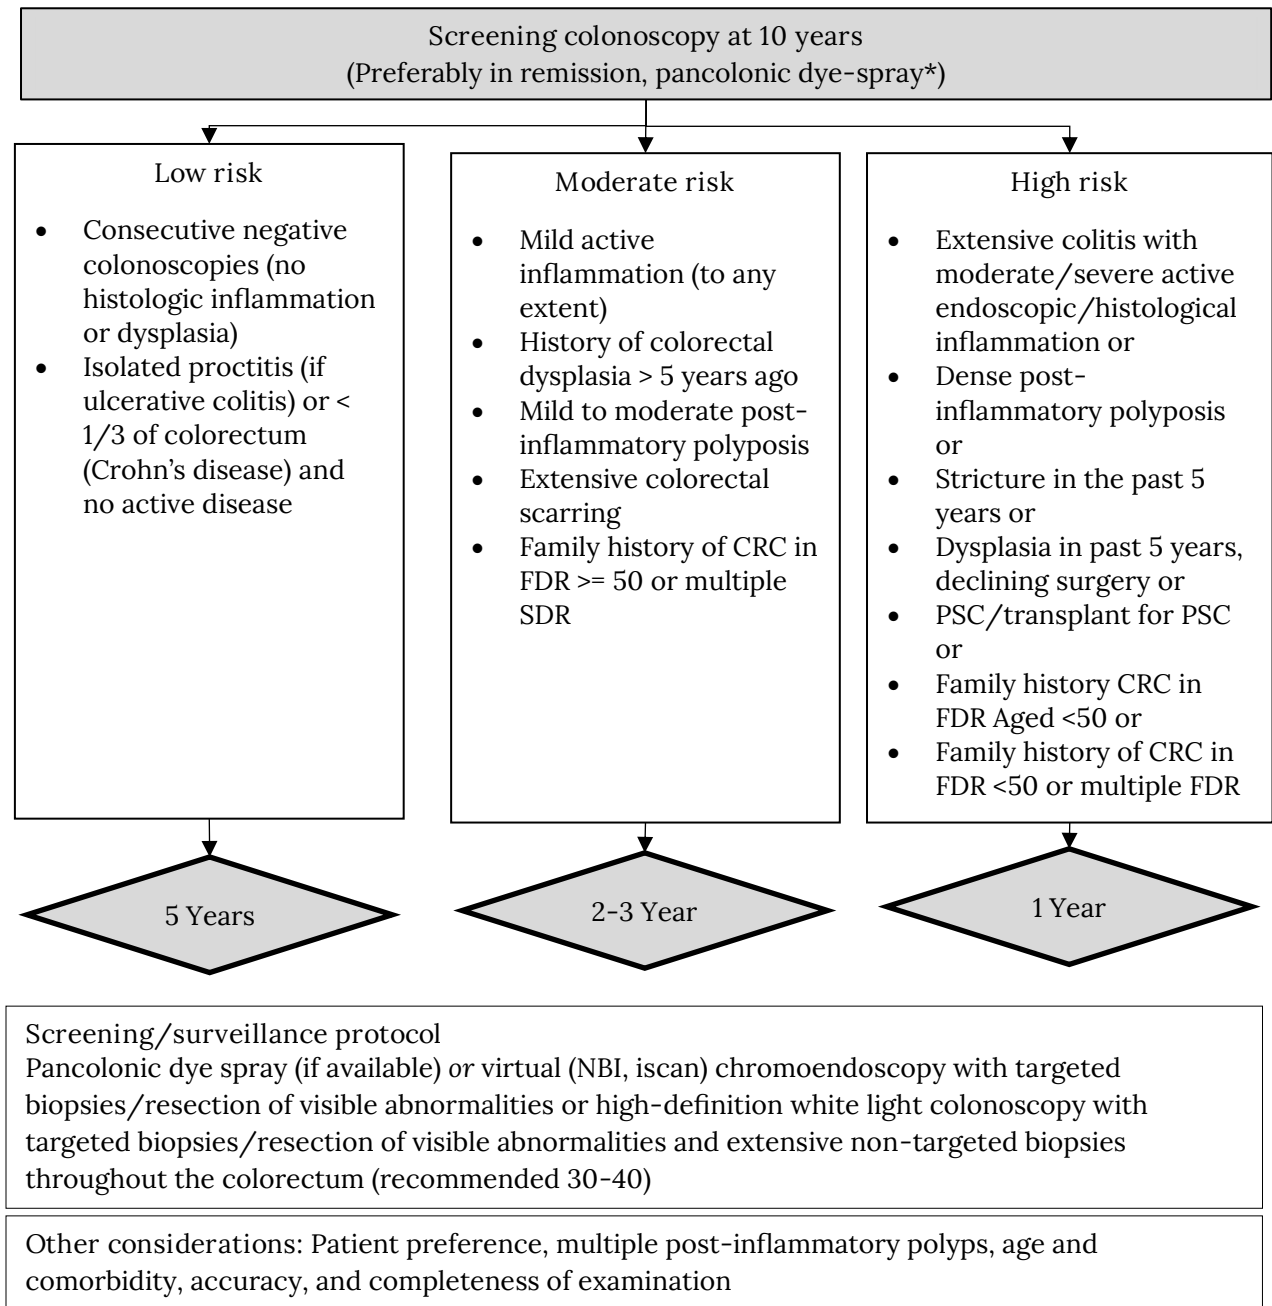 Screening colonoscopy at 10 years
(Preferably in remission, pancolonic dye-spray*)
Low risk
• Consecutive negative
colonoscopies (no
histologic inflammation
or dysplasia)
• Isolated proctitis (if
ulcerative colitis) or <
1/3 of colorectum
(Crohn’s disease) and
no active disease
Moderate risk
• Mild active
inflammation (to any
extent)
• History of colorectal
dysplasia > 5 years ago
• Mild to moderate post-
inflammatory polyposis
• Extensive colorectal
scarring
• Family history of CRC in
FDR >= 50 or multiple
SDR
High risk
• Extensive colitis with
moderate/severe active
endoscopic/histological
inflammation or
• Dense post-
inflammatory polyposis
or
• Stricture in the past 5
years or
• Dysplasia in past 5 years,
declining surgery or
• PSC/transplant for PSC
or
• Family history CRC in
FDR Aged <50 or
• Family history of CRC in
FDR <50 or multiple FDR
5 Years
2-3 Year
1 Year
Screening/surveillance protocol
Pancolonic dye spray (if available) or virtual (NBI, iscan) chromoendoscopy with targeted
biopsies/resection of visible abnormalities or high-definition white light colonoscopy with
targeted biopsies/resection of visible abnormalities and extensive non-targeted biopsies
throughout the colorectum (recommended 30-40)
Other considerations: Patient preference, multiple post-inflammatory polyps, age and
comorbidity, accuracy, and completeness of examination